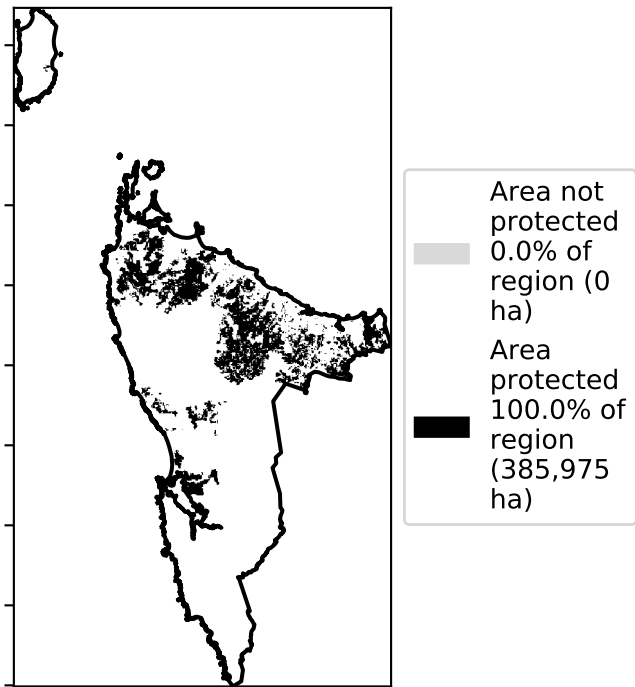 Area not
protected
0.0% of
region (0
ha)
Area
protected
100.0% of
region
(385,975
ha)